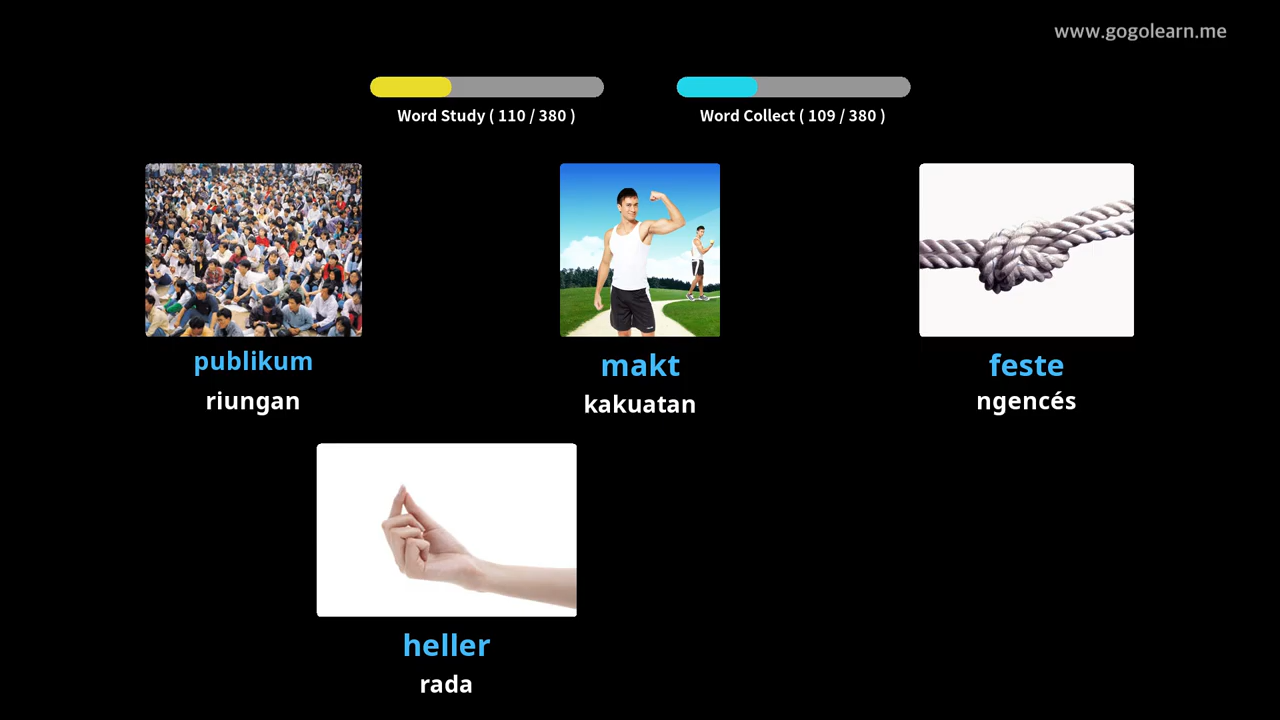 www.gogolearn.me
Word Study ( 110 / 380 )
Word Collect ( 109 / 380 )
publikum
makt
feste
riungan
kakuatan
ngencés
heller
rada